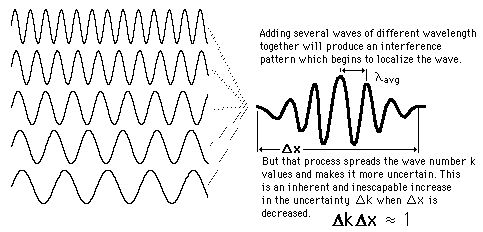 Adding several waves of different wavelength
together will produce an interference
pattern which begins to localize the wave.
λavg
Δx
But that process spreads the wave number k
values and makes it more uncertain. This
is an inherent and inescapable increase
in the uncertainty Δk when Δx is
decreased.
ΔkΔx ≈ 1